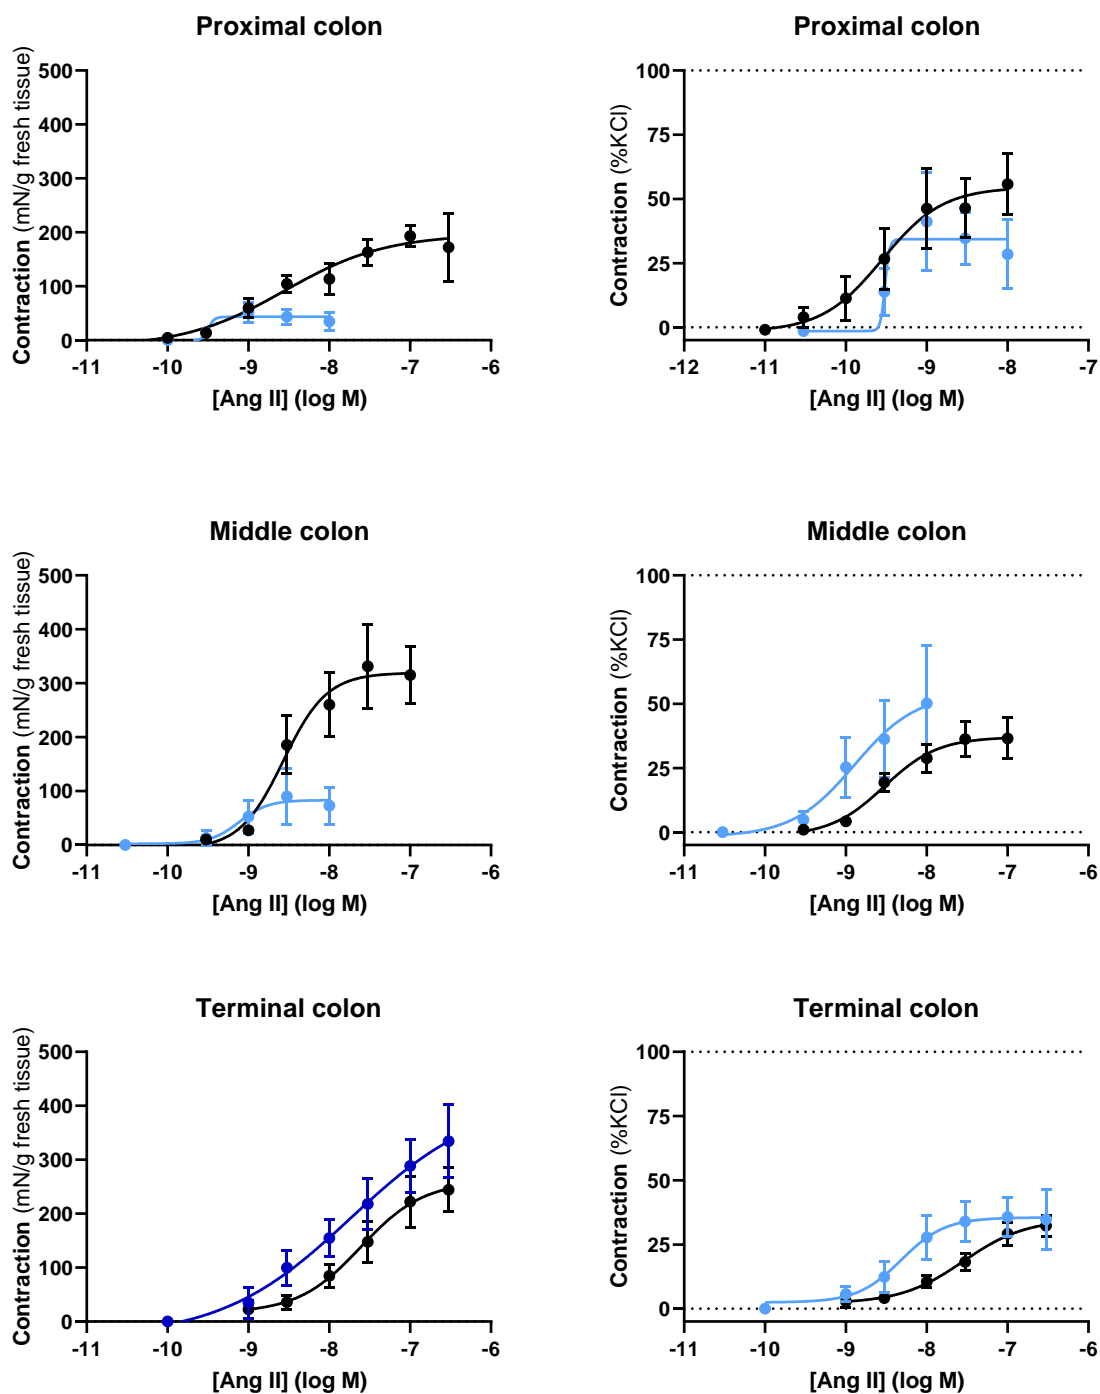 Proximal colon
Contraction (mN/g fresh tissue)
500
400
300
200
100
0
-11 -10 -9 -8 -7 -6
[Ang II] (log M)
Proximal colon
Contraction (%KCl)
100
75
50
25
0
-12 -11 -10 -9 -8 -7
[Ang II] (log M)
Middle colon
Contraction (mN/g fresh tissue)
500
400
300
200
100
0
-11 -10 -9 -8 -7 -6
[Ang II] (log M)
Middle colon
Contraction (%KCl)
100
75
50
25
0
-11 -10 -9 -8 -7 -6
[Ang II] (log M)
Terminal colon
Contraction (mN/g fresh tissue)
500
400
300
200
100
0
-11 -10 -9 -8 -7 -6
[Ang II] (log M)
Terminal colon
Contraction (%KCl)
100
75
50
25
0
-11 -10 -9 -8 -7 -6
[Ang II] (log M)